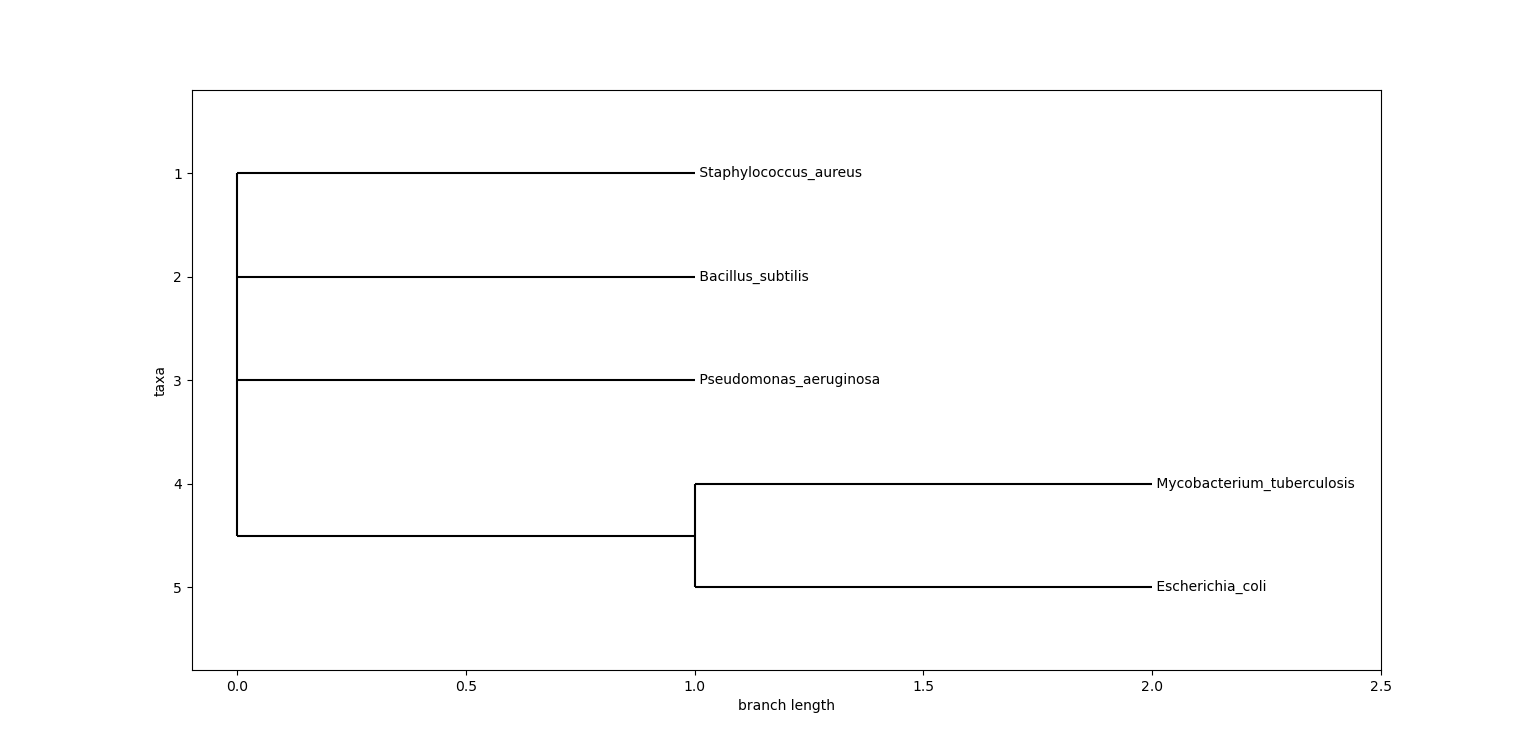 1
Staphylococcus_aureus
2
Bacillus_subtilis
3
Pseudomonas_aeruginosa
taxa
4
Mycobacterium_tuberculosis
5
Escherichia_coli
0.0 0.5 1.0 1.5 2.0 2.5
branch length